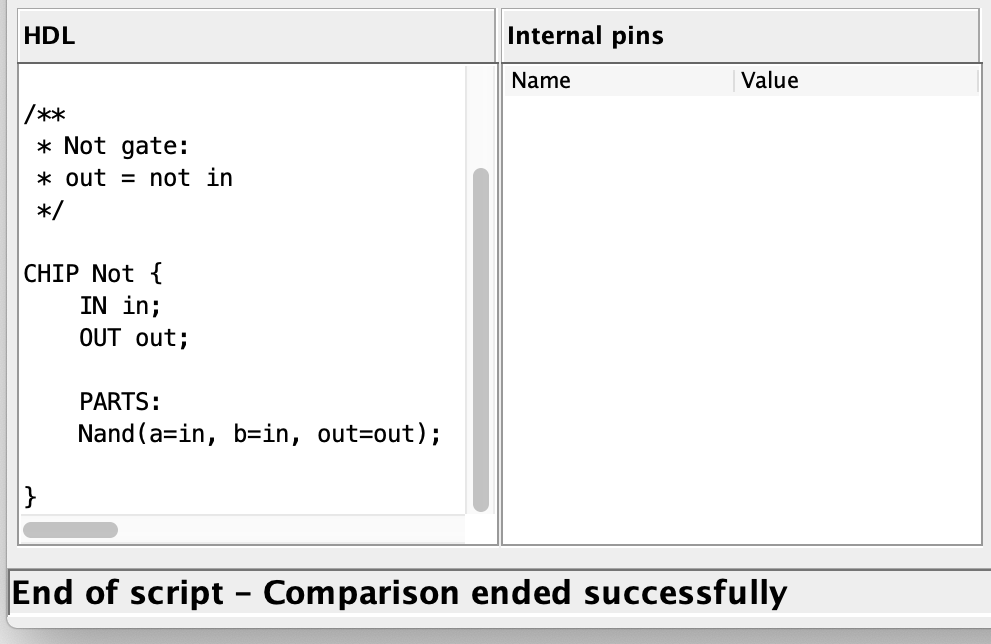 HDL
/**
 * Not gate:
 * out = not in
 */
CHIP Not {
    IN in;
    OUT out;
    PARTS:
    Nand(a=in, b=in, out=out);
}
Internal pins
Name Value
End of script – Comparison ended successfully